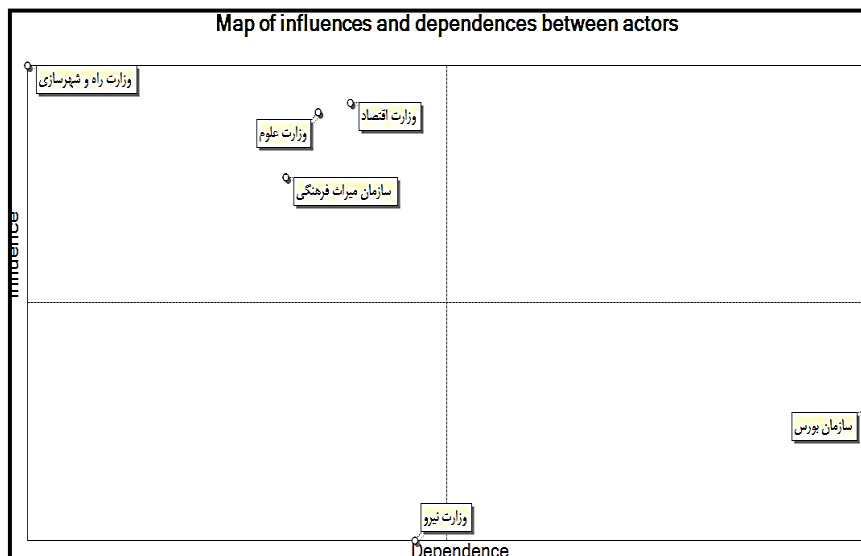 Map of influences and dependences between actors
وزارت راه و شهرسازی
وزارت اقتصاد
وزارت علوم
سازمان میراث فرهنگی
Influence
سازمان بورس
وزارت نیرو
Dependence